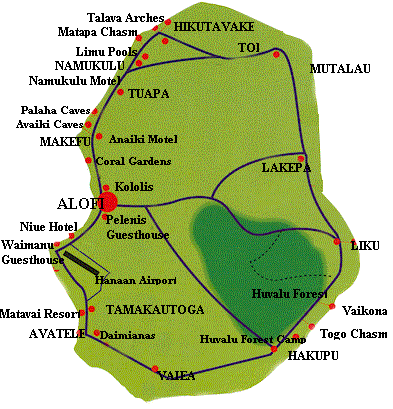 Talava Arches
HIKUTAVAKE
Matapa Chasm
TOI
Limu Pools
NAMUKULU
MUTALAU
Namukulu Motel
TUAPA
Palaha Caves
Avaiki Caves
Anaiki Motel
MAKEFU
Coral Gardens
LAKEPA
Kololis
ALOFI
Pelenis
Guesthouse
Niue Hotel
Waimanu
Guesthouse
LIKU
Hanaan Airport
Huvalu Forest
Matavai Resort
TAMAKAUTOGA
Vaikona
AVATELE
Daimianas
Togo Chasm
Huvalu Forest Camp
HAKUPU
VAIEA